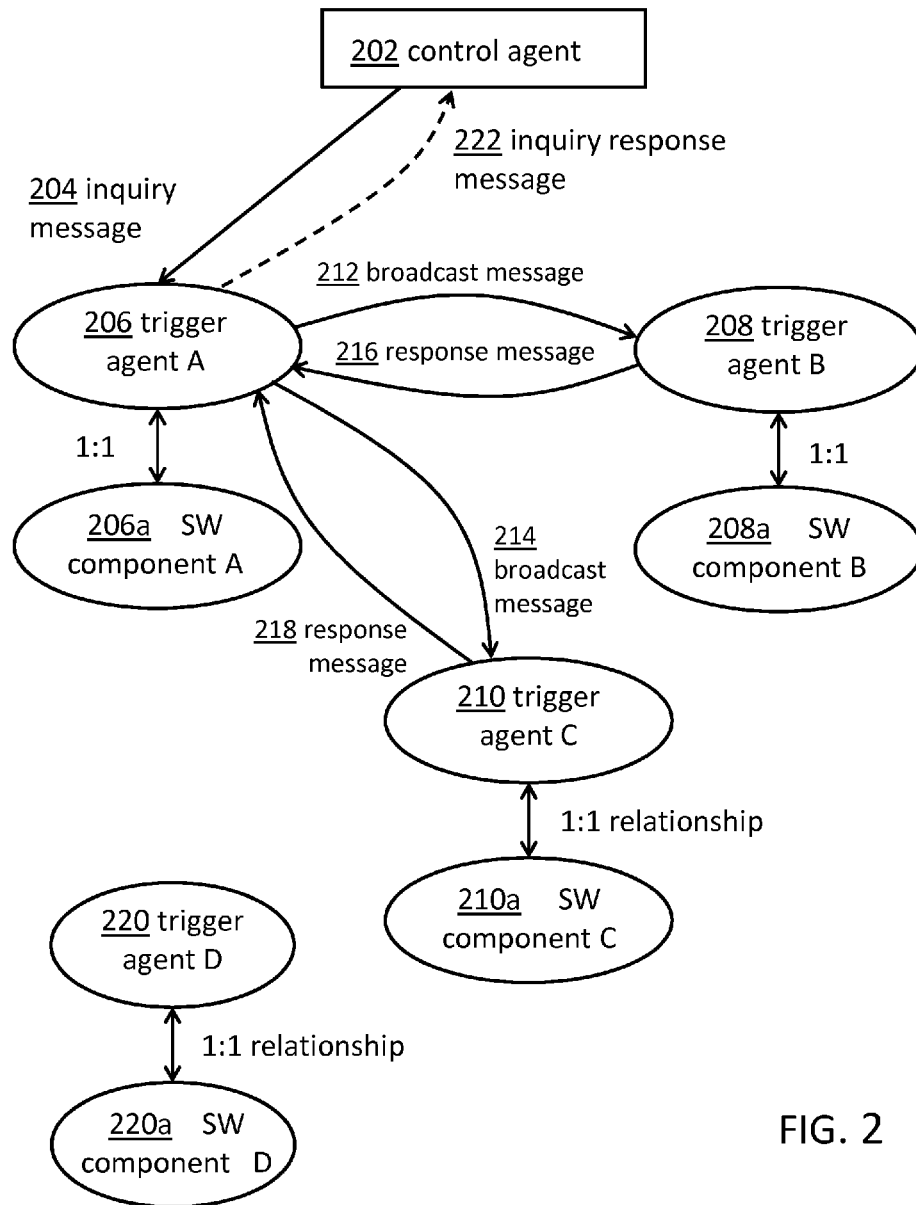 202 control agent
222 inquiry response
message
204 inquiry
message
212 broadcast message
206 trigger
agent A
216 response message
208 trigger
agent B
1:1
1:1
206a SW
component A
208a SW
component B
214
broadcast
message
218 response
message
210 trigger
agent C
1:1 relationship
210a SW
component C
220 trigger
agent D
1:1 relationship
220a SW
component D
FIG. 2